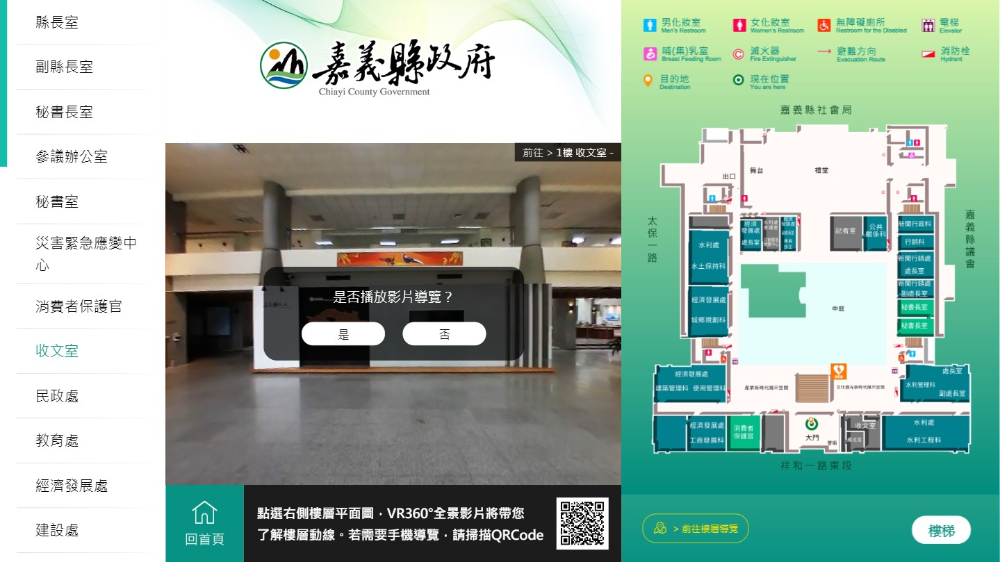 縣長室
副縣長室
秘書長室
參議辦公室
秘書室
災害緊急應變中
心
消費者保護官
收文室
民政處
教育處
經濟發展處
建設處
嘉義縣政府
Chiayi County Government
前往 > 1樓 收文室 -
是否播放影片導覽？
是
否
回首頁
點選右側樓層平面圖，VR360°全景影片將帶您
了解樓層動線。若需要手機導覽，請掃描QRCode
男化妝室
Men's Restroom
女化妝室
Women's Restroom
無障礙廁所
Restroom for the Disabled
電梯
Elevator
哺(集)乳室
Breast Feeding Room
滅火器
Fire Extinguisher
避難方向
Evacuation Route
消防栓
Hydrant
目的地
Destination
現在位置
You are here
嘉義縣社會局
出口
舞台
禮堂
太保一路
嘉義縣議會
水利處
水土保持科
經濟發展處
城鄉規劃科
經濟
發展處
處長室
記者室
公共
關係科
新聞行政科
行銷科
新聞行銷處
處長室
新聞行銷處
副處長室
秘書長室
秘書長室
中庭
AED
經濟發展處
建築管理科 使用管理科
產業新時代展示空間
文化觀光新時代展示空間
處長室
水利管理科
副處長室
經濟發展處
工商發展科
消費者
保護官
大門
警衛
收文室
水利處
水利工程科
祥和一路東段
> 前往樓層導覽
樓梯